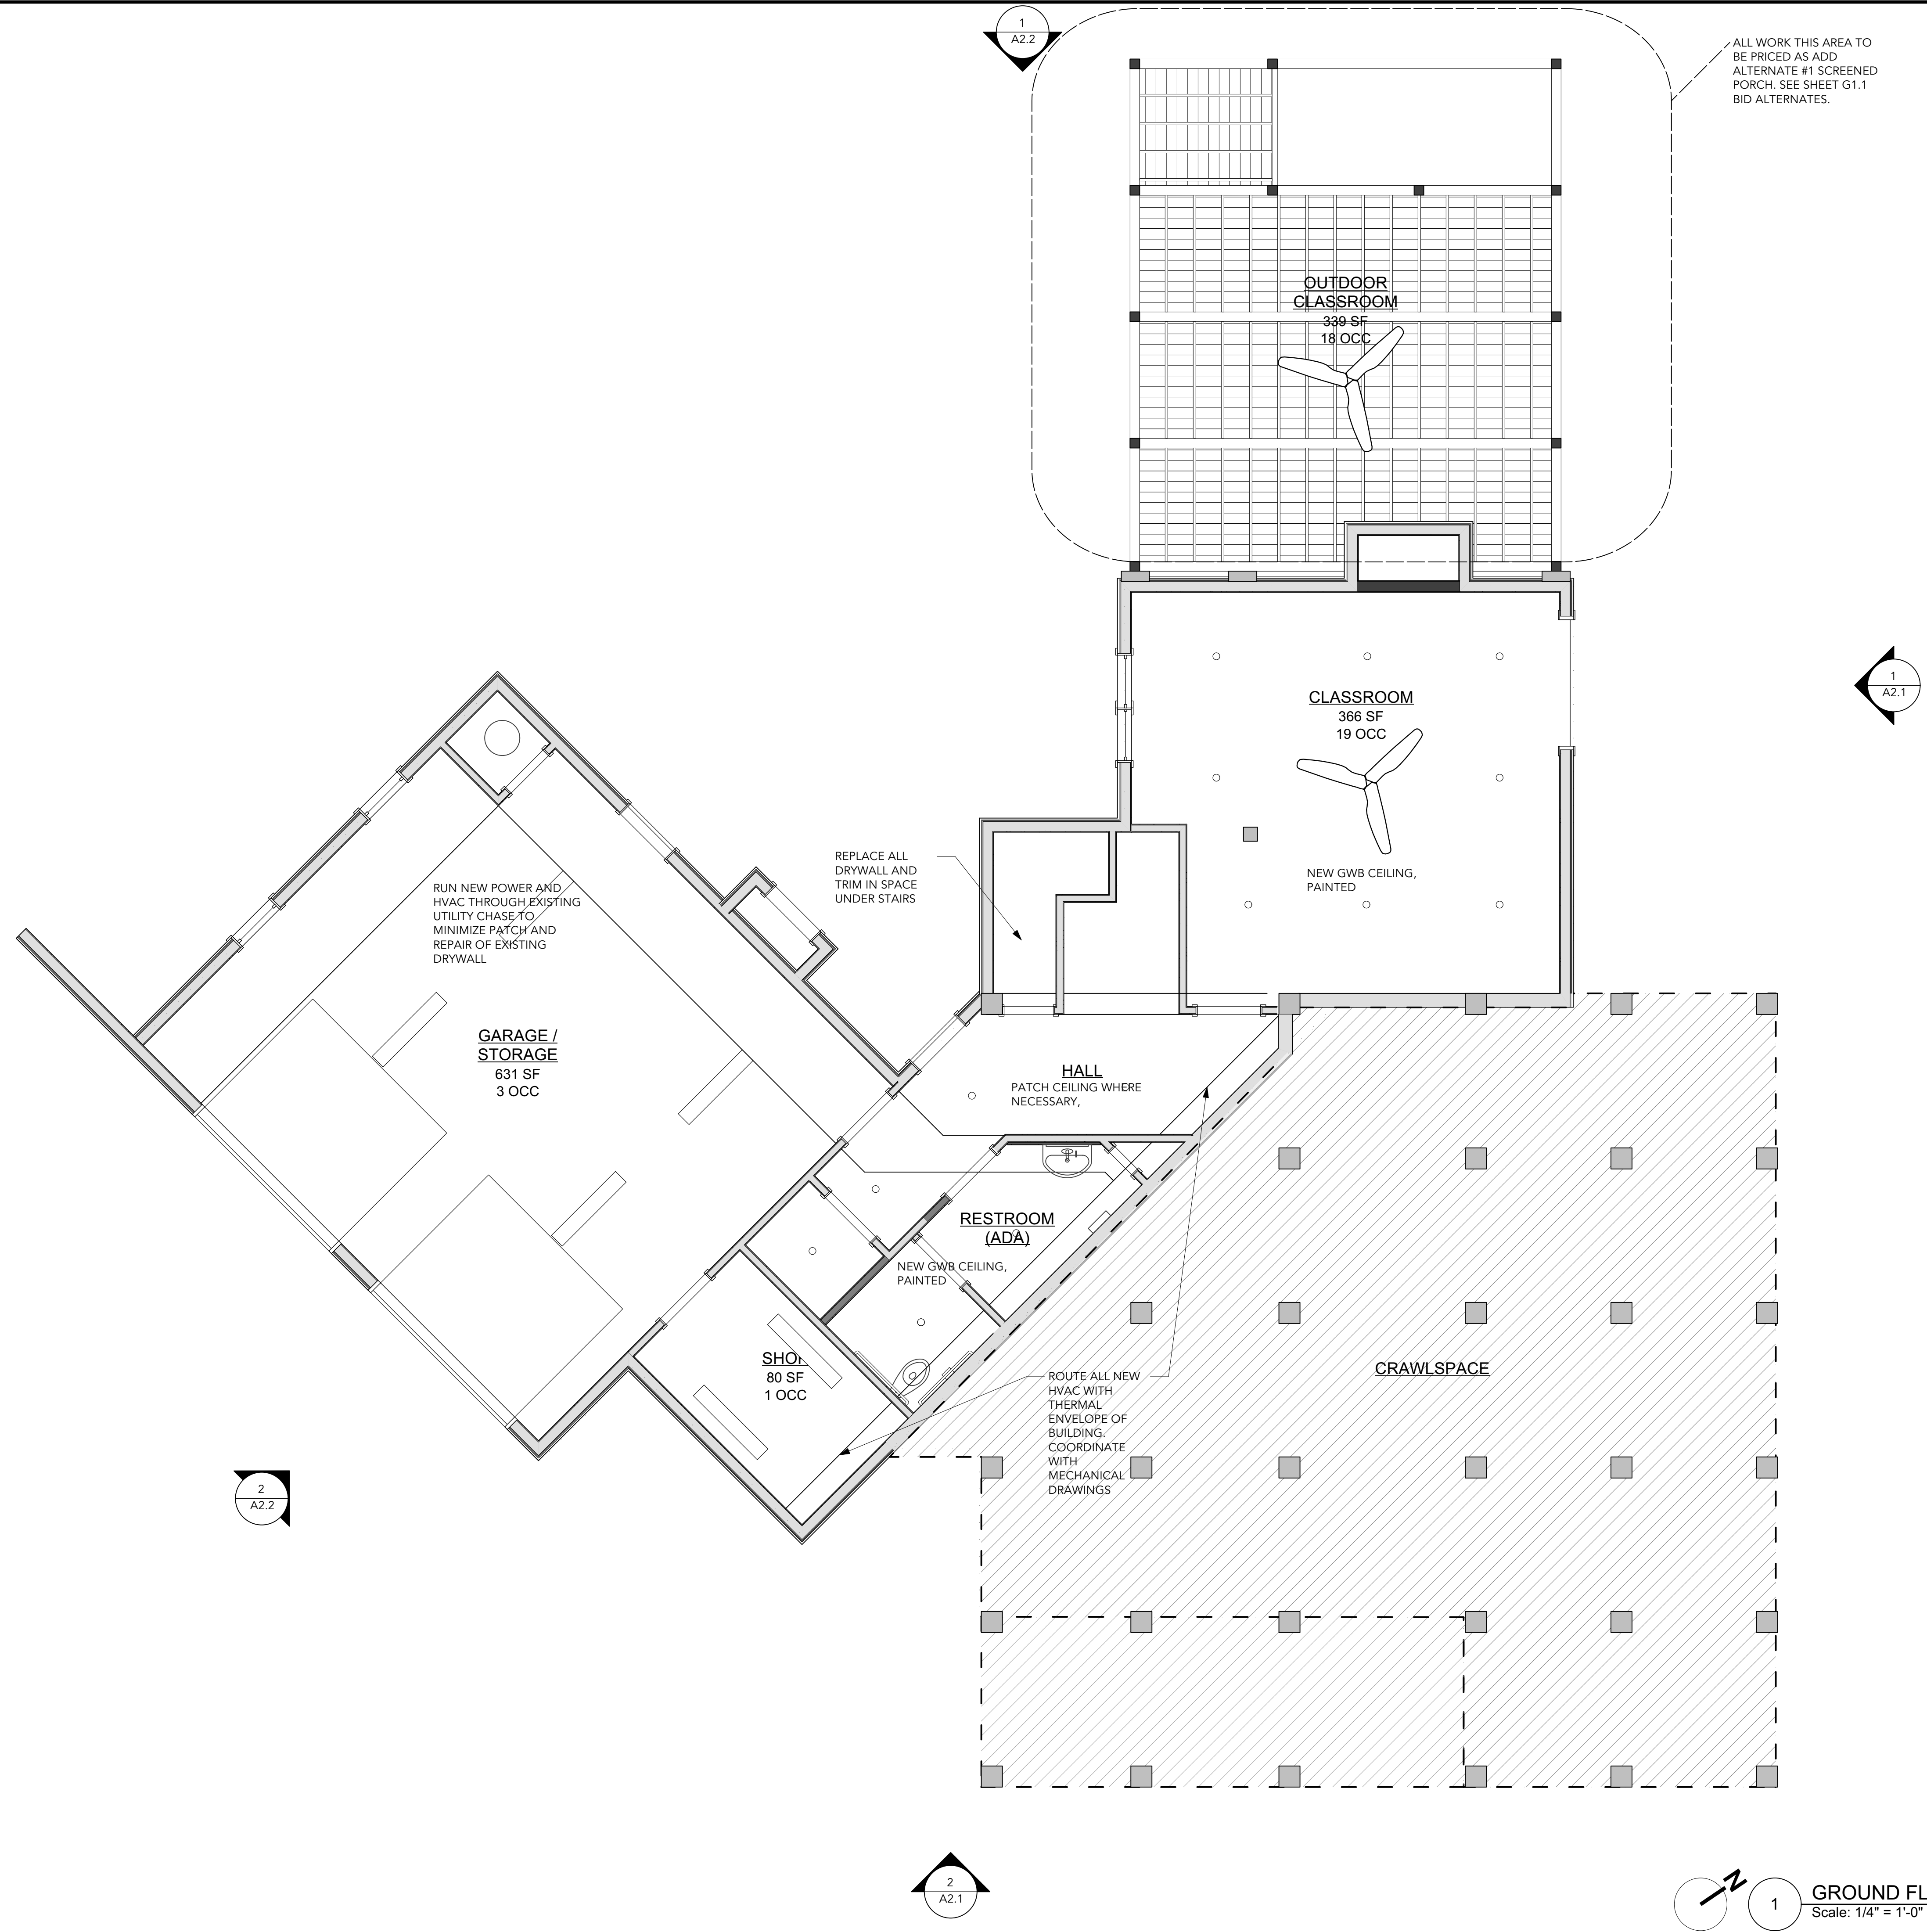 1
A2.2
ALL WORK THIS AREA TO
BE PRICED AS ADD
ALTERNATE #1 SCREENED
PORCH. SEE SHEET G1.1
BID ALTERNATES.
OUTDOOR
CLASSROOM
339 SF
18 OCC
1
A2.1
CLASSROOM
366 SF
19 OCC
NEW GWB CEILING,
PAINTED
REPLACE ALL
DRYWALL AND
TRIM IN SPACE
UNDER STAIRS
RUN NEW POWER AND
HVAC THROUGH EXISTING
UTILITY CHASE TO
MINIMIZE PATCH AND
REPAIR OF EXISTING
DRYWALL
GARAGE /
STORAGE
631 SF
3 OCC
HALL
PATCH CEILING WHERE
NECESSARY,
RESTROOM
(ADA)
NEW GWB CEILING,
PAINTED
SHOP
80 SF
1 OCC
ROUTE ALL NEW
HVAC WITH
THERMAL
ENVELOPE OF
BUILDING.
COORDINATE
WITH
MECHANICAL
DRAWINGS
CRAWLSPACE
2
A2.2
2
A2.1
N
1
GROUND FL
Scale: 1/4" = 1'-0"